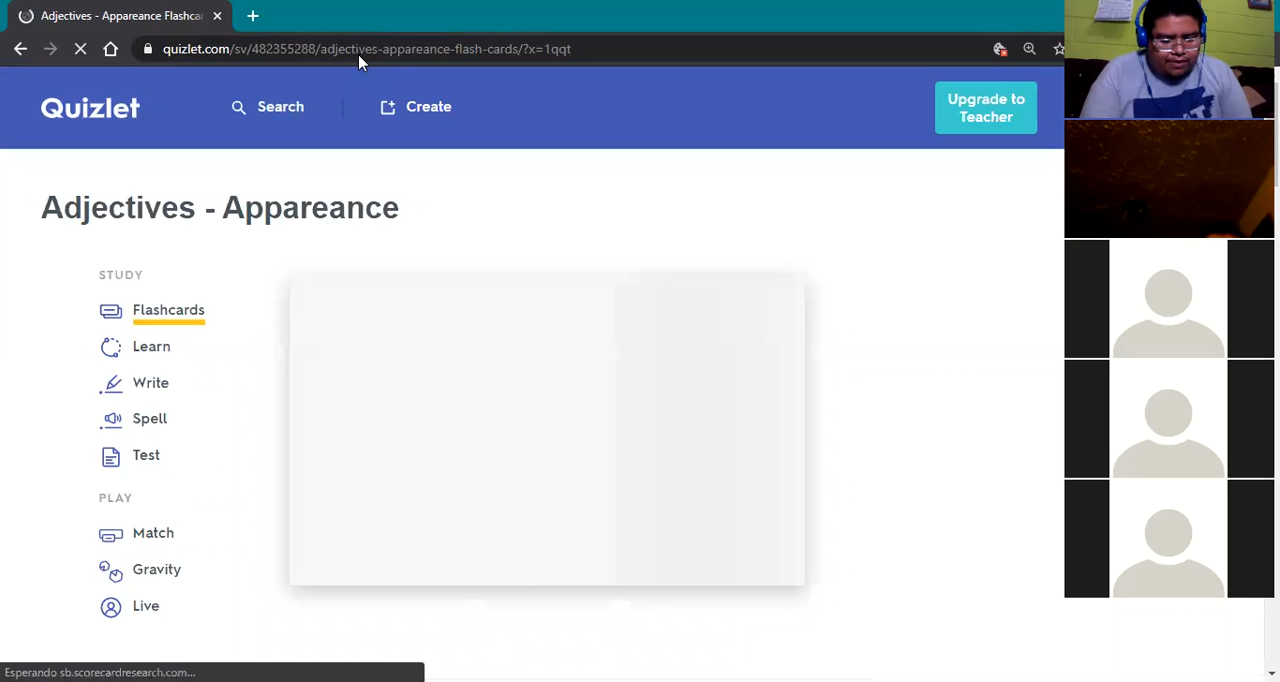 Adjectives - Appareance Flashca
quizlet.com/sv/482355288/adjectives-appareance-flash-cards/?x=1qqt
Quizlet
Search
Create
Upgrade to
Teacher
Adjectives - Appareance
STUDY
Flashcards
Learn
Write
Spell
Test
PLAY
Match
Gravity
Live
Esperando sb.scorecardresearch.com...